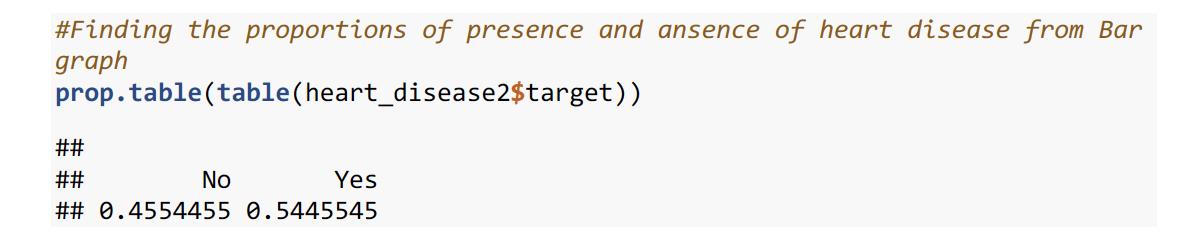 #Finding the proportions of presence and ansence of heart disease from Bar
graph
prop.table(table(heart_disease2$target))
##
##        No       Yes
## 0.4554455 0.5445545